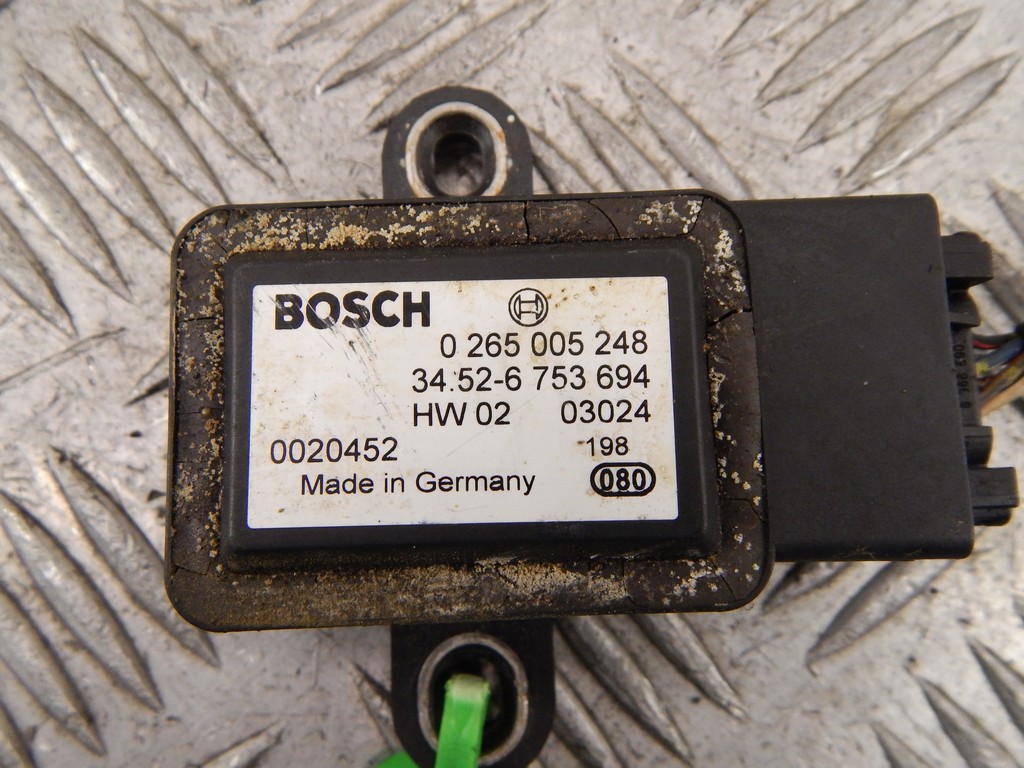 BOSCH
0 265 005 248
34.52-6 753 694
HW 02 03024
0020452 198
Made in Germany 080